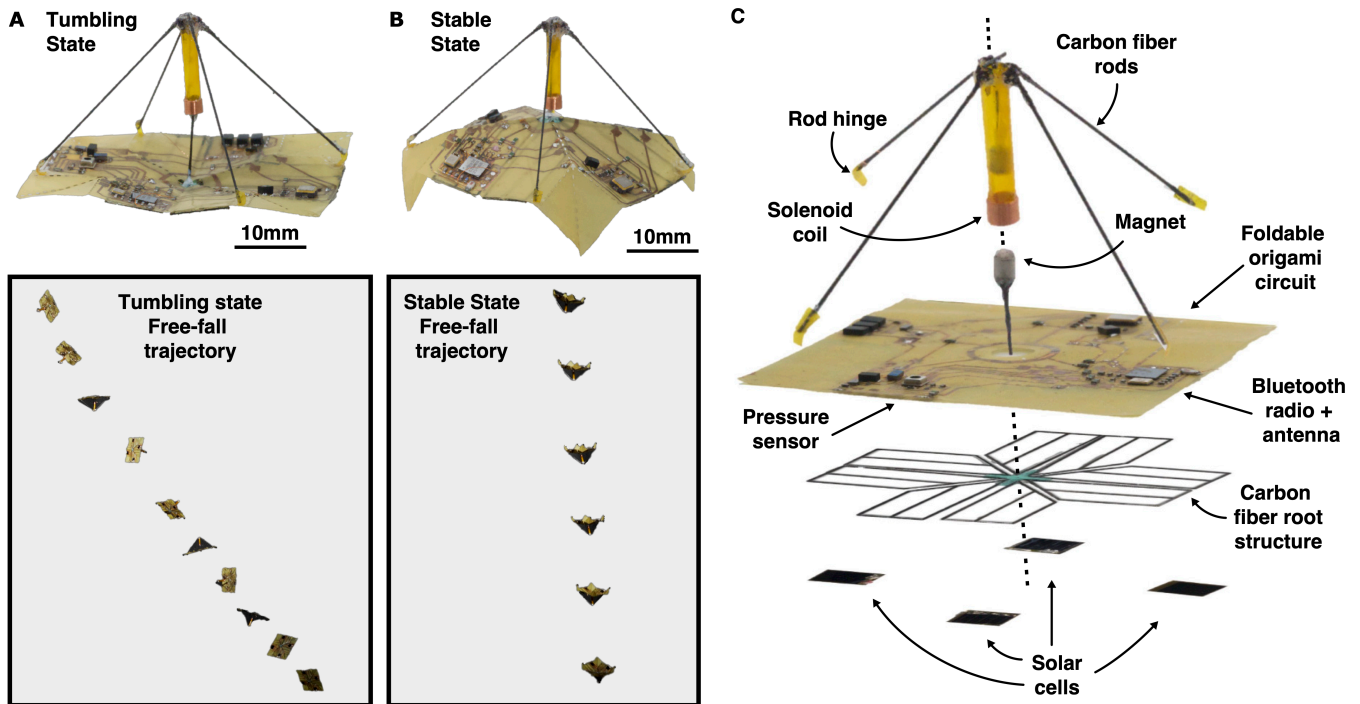 A
Tumbling
State
10mm
B
Stable
State
10mm
Tumbling state
Free-fall
trajectory
Stable State
Free-fall
trajectory
C
Carbon fiber
rods
Rod hinge
Solenoid
coil
Magnet
Foldable
origami
circuit
Pressure
sensor
Bluetooth
radio +
antenna
Carbon
fiber root
structure
Solar
cells